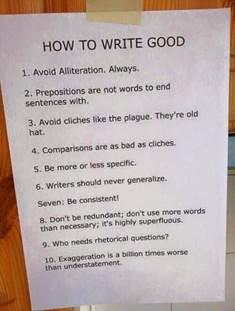 HOW TO WRITE GOOD
1. Avoid Alliteration. Always.
2. Prepositions are not words to end
sentences with.
3. Avoid cliches like the plague. They're old
hat.
4. Comparisons are as bad as cliches.
5. Be more or less specific.
6. Writers should never generalize.
Seven: Be consistent!
8. Don't be redundant; don't use more words
than necessary; it's highly superfluous.
9. Who needs rhetorical questions?
10. Exaggeration is a billion times worse
than understatement.